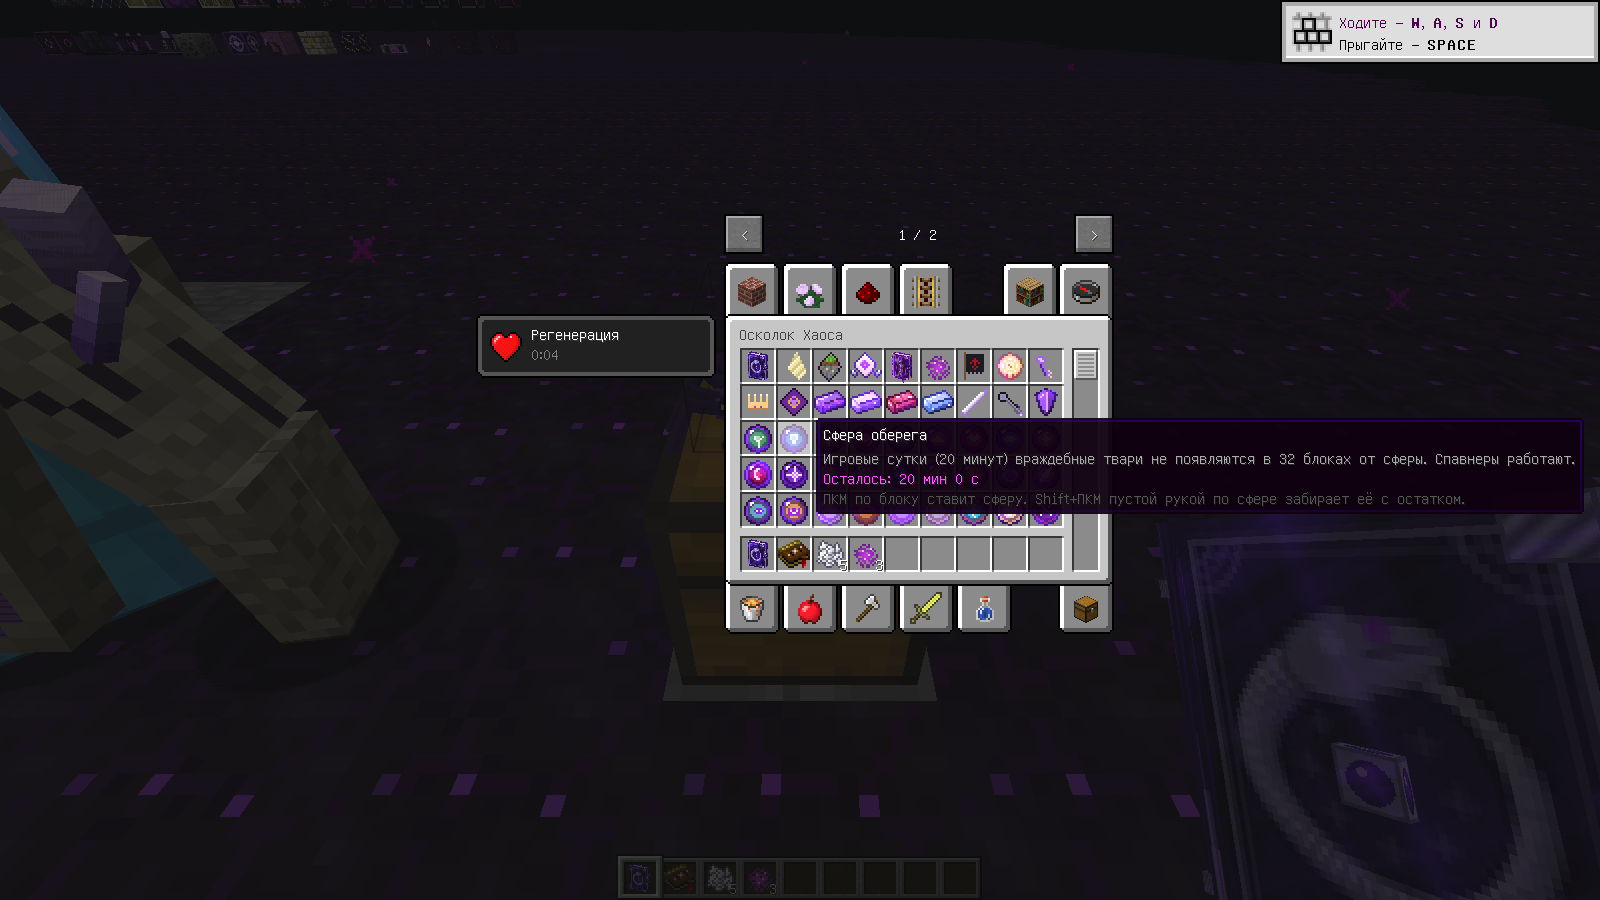 Ходите – W, A, S и D
Прыгайте – SPACE
< 1 / 2 >
Регенерация
0:04
Осколок Хаоса
Сфера оберега
Игровые сутки (20 минут) враждебные твари не появляются в 32 блоках от сферы. Спавнеры работают.
Осталось: 20 мин 0 с
ПКМ по блоку ставит сферу. Shift+ПКМ пустой рукой по сфере забирает её с остатком.
5 3
5 3